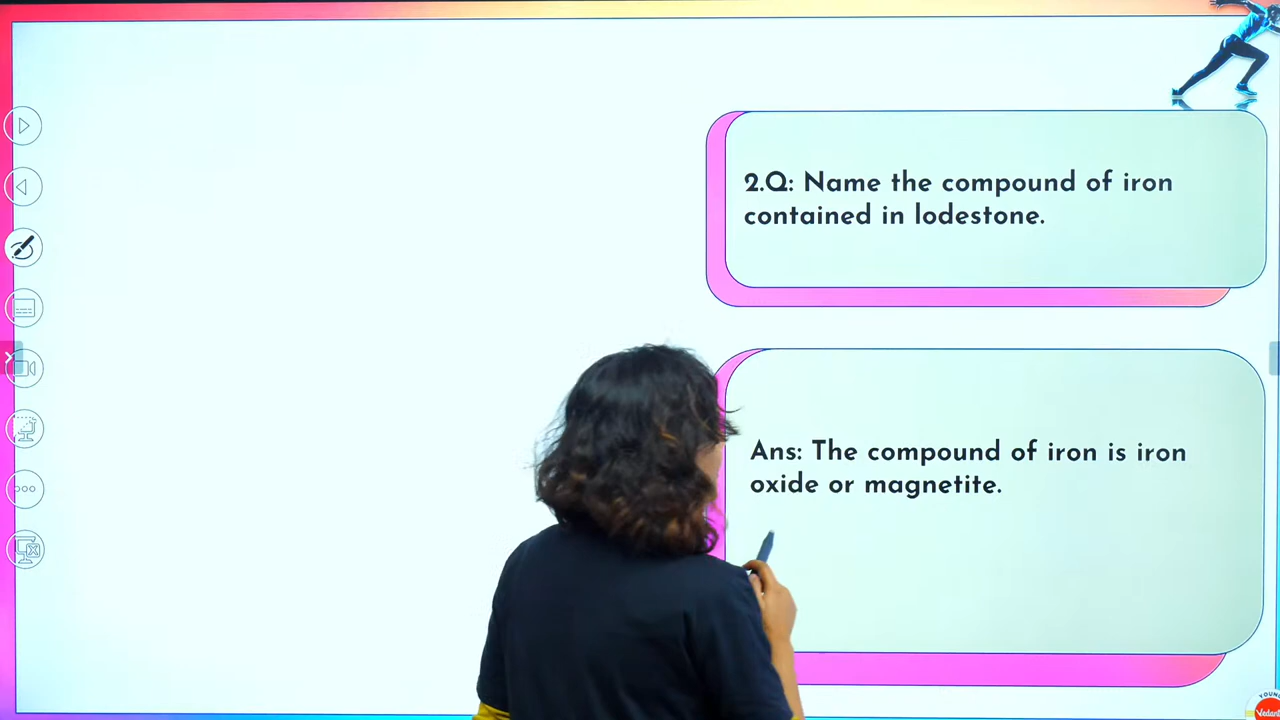 2.Q: Name the compound of iron
contained in lodestone.
Ans: The compound of iron is iron
oxide or magnetite.